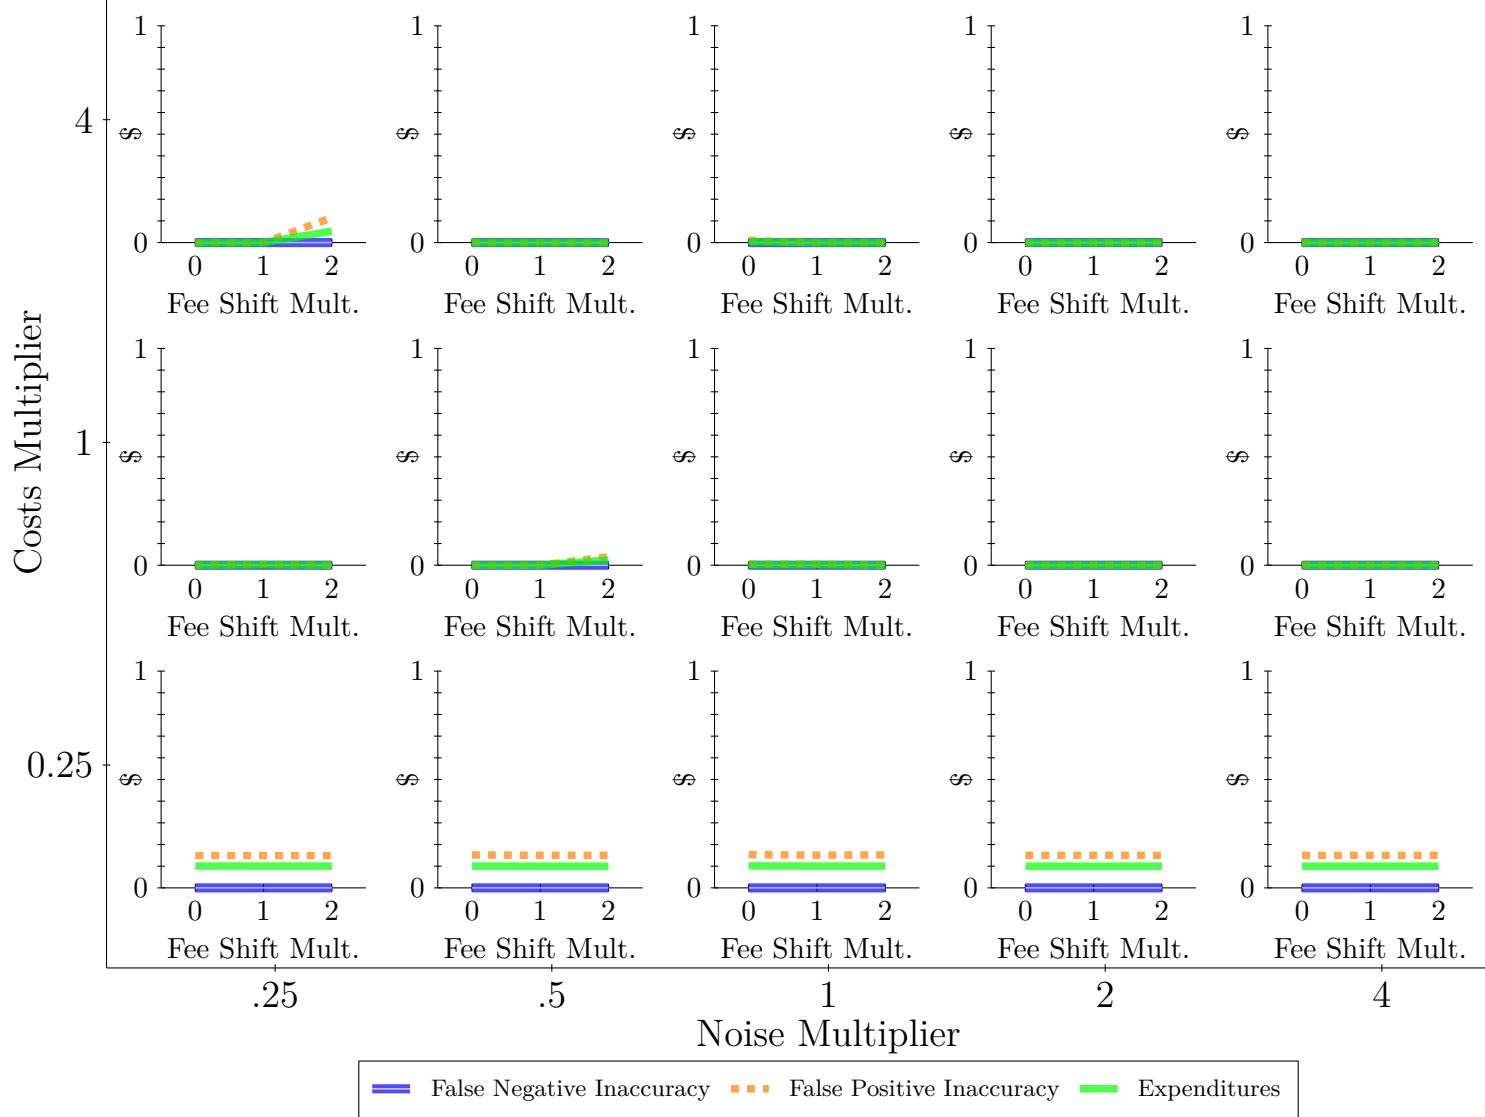 Costs Multiplier
4
1
0.25
1
$
0
0 1 2
Fee Shift Mult.
1
$
0
0 1 2
Fee Shift Mult.
1
$
0
0 1 2
Fee Shift Mult.
1
$
0
0 1 2
Fee Shift Mult.
1
$
0
0 1 2
Fee Shift Mult.
1
$
0
0 1 2
Fee Shift Mult.
1
$
0
0 1 2
Fee Shift Mult.
1
$
0
0 1 2
Fee Shift Mult.
1
$
0
0 1 2
Fee Shift Mult.
1
$
0
0 1 2
Fee Shift Mult.
1
$
0
0 1 2
Fee Shift Mult.
1
$
0
0 1 2
Fee Shift Mult.
1
$
0
0 1 2
Fee Shift Mult.
1
$
0
0 1 2
Fee Shift Mult.
1
$
0
0 1 2
Fee Shift Mult.
.25 .5 1 2 4
Noise Multiplier
False Negative Inaccuracy False Positive Inaccuracy Expenditures